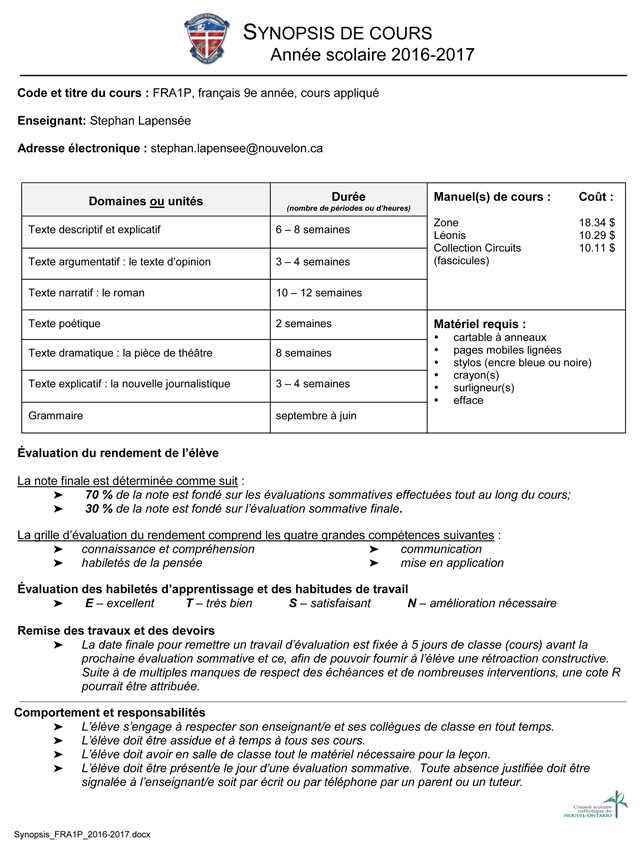 SYNOPSIS DE COURS
Année scolaire 2016-2017
Code et titre du cours : FRA1P, français 9e année, cours appliqué
Enseignant: Stephan Lapensée
Adresse électronique : stephan.lapensee@nouvelon.ca
Domaines ou unités
Durée
(nombre de périodes ou d'heures)
Manuel(s) de cours : Coût :
Zone 18.34 $
Léonis 10.29 $
Collection Circuits 10.11 $
(fascicules)
Texte descriptif et explicatif 6 – 8 semaines
Texte argumentatif : le texte d'opinion 3 – 4 semaines
Texte narratif : le roman 10 – 12 semaines
Texte poétique 2 semaines
Texte dramatique : la pièce de théâtre 8 semaines
Texte explicatif : la nouvelle journalistique 3 – 4 semaines
Grammaire septembre à juin
Matériel requis :
• cartable à anneaux
• pages mobiles lignées
• stylos (encre bleue ou noire)
• crayon(s)
• surligneur(s)
• efface
Évaluation du rendement de l'élève
La note finale est déterminée comme suit :
➤ 70 % de la note est fondé sur les évaluations sommatives effectuées tout au long du cours;
➤ 30 % de la note est fondé sur l'évaluation sommative finale.
La grille d'évaluation du rendement comprend les quatre grandes compétences suivantes :
➤ connaissance et compréhension ➤ communication
➤ habiletés de la pensée ➤ mise en application
Évaluation des habiletés d'apprentissage et des habitudes de travail
➤ E – excellent T – très bien S – satisfaisant N – amélioration nécessaire
Remise des travaux et des devoirs
➤ La date finale pour remettre un travail d'évaluation est fixée à 5 jours de classe (cours) avant la
prochaine évaluation sommative et ce, afin de pouvoir fournir à l'élève une rétroaction constructive.
Suite à de multiples manques de respect des échéances et de nombreuses interventions, une cote R
pourrait être attribuée.
Comportement et responsabilités
➤ L'élève s'engage à respecter son enseignant/e et ses collègues de classe en tout temps.
➤ L'élève doit être assidue et à temps à tous ses cours.
➤ L'élève doit avoir en salle de classe tout le matériel nécessaire pour la leçon.
➤ L'élève doit être présent/e le jour d'une évaluation sommative. Toute absence justifiée doit être
signalée à l'enseignant/e soit par écrit ou par téléphone par un parent ou un tuteur.
Conseil scolaire
catholique du
NOUVEL-ONTARIO
Synopsis_FRA1P_2016-2017.docx